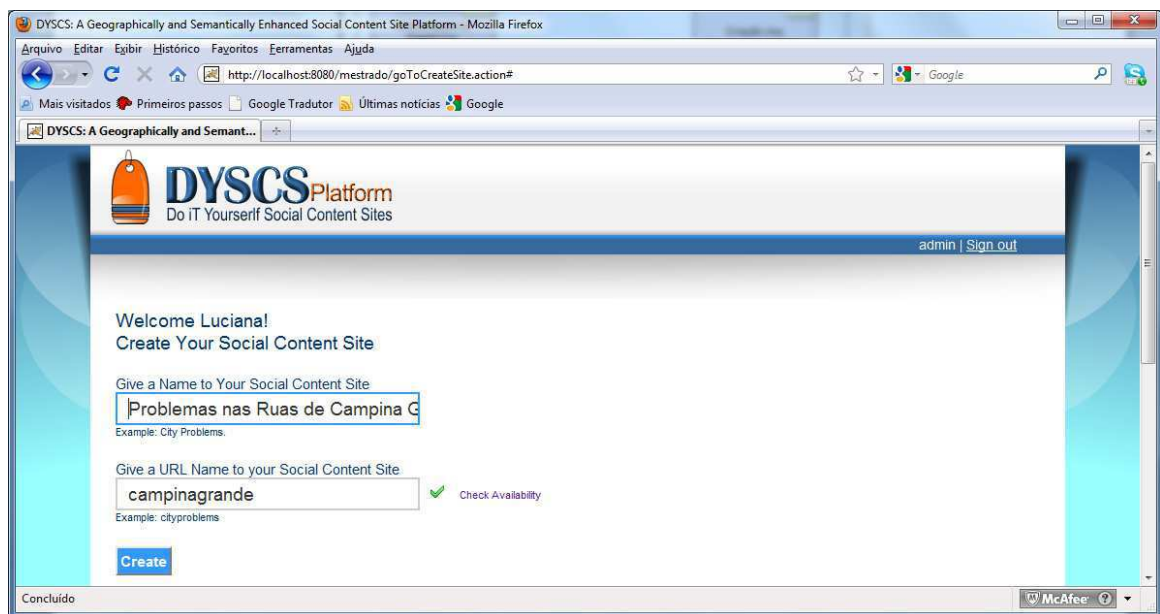 DYSCS: A Geographically and Semantically Enhanced Social Content Site Platform - Mozilla Firefox
Arquivo Editar Exibir Histórico Favoritos Ferramentas Ajuda
http://localhost:8080/mestrado/goToCreateSite.action#
Google
Mais visitados Primeiros passos Google Tradutor Últimas notícias Google
DYSCS: A Geographically and Semant...
DYSCS Platform
Do iT Yourserlf Social Content Sites
admin | Sign out
Welcome Luciana!
Create Your Social Content Site
Give a Name to Your Social Content Site
Problemas nas Ruas de Campina G
Example: City Problems.
Give a URL Name to your Social Content Site
campinagrande
Check Availability
Example: cityproblems
Create
Concluído
McAfee